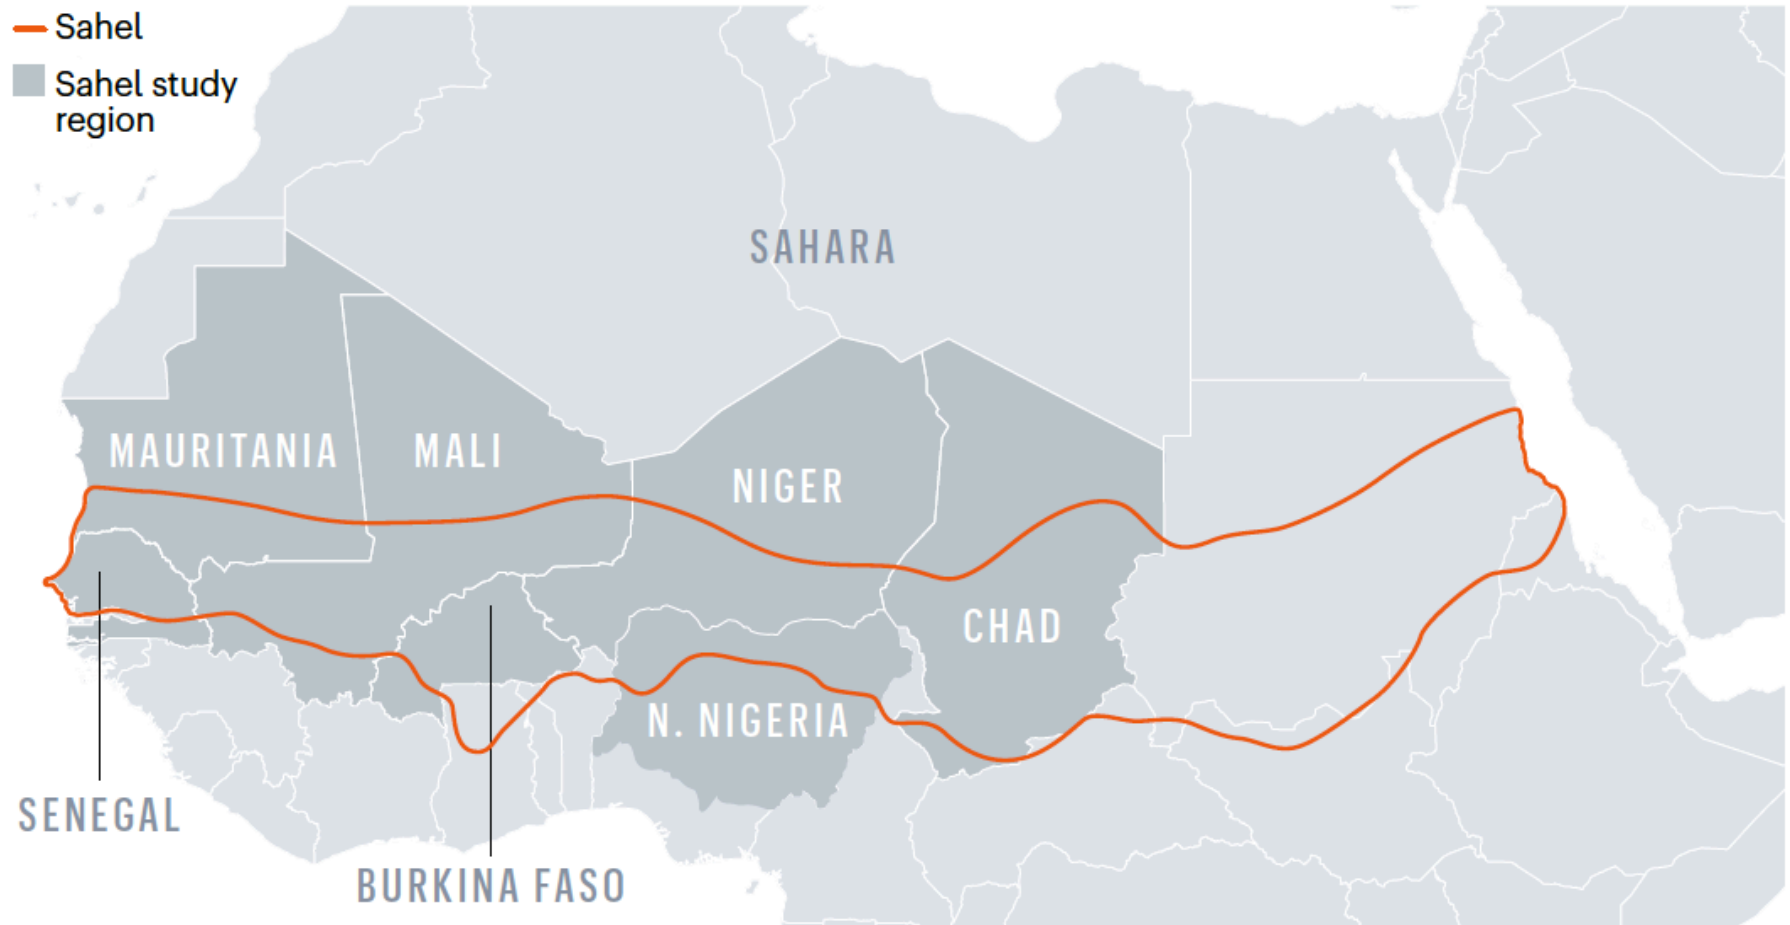 Sahel
Sahel study
region
SAHARA
MAURITANIA
MALI
NIGER
CHAD
N. NIGERIA
SENEGAL
BURKINA FASO